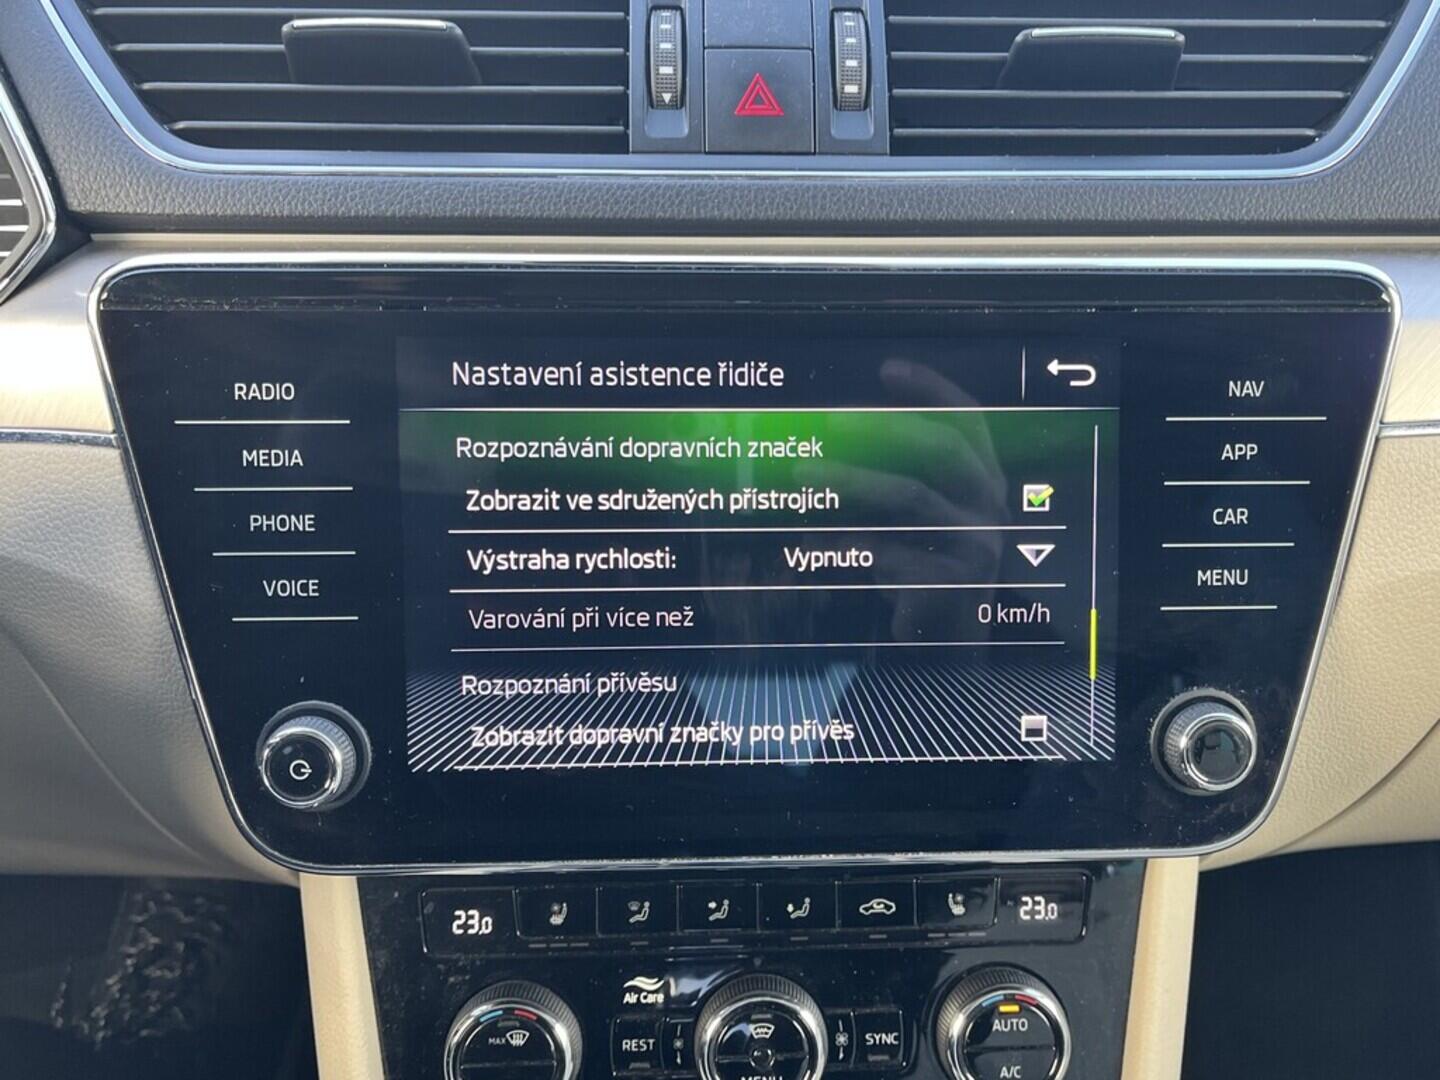 RADIO
MEDIA
PHONE
VOICE
Nastavení asistence řidiče
Rozpoznávání dopravních značek
Zobrazit ve sdružených přístrojích
Výstraha rychlosti: Vypnuto
Varování při více než 0 km/h
Rozpoznání přívěsu
Zobrazit dopravní značky pro přívěs
NAV
APP
CAR
MENU
23,0
23,0
Air Care
MAX
REST
MENU
SYNC
AUTO
A/C